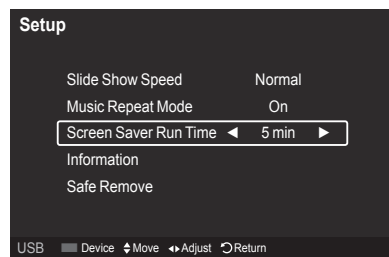 Setup
Slide Show Speed Normal
Music Repeat Mode On
Screen Saver Run Time ◀ 5 min ▶
Information
Safe Remove
USB Device Move Adjust Return